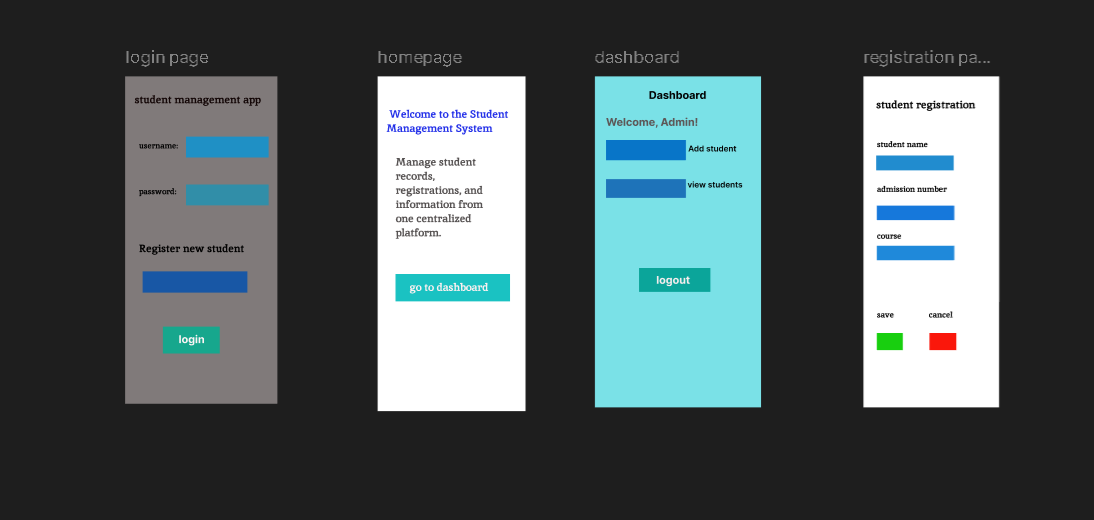 login page
student management app
username:
password:
Register new student
login
homepage
Welcome to the Student
Management System
Manage student
records,
registrations, and
information from
one centralized
platform.
go to dashboard
dashboard
Dashboard
Welcome, Admin!
Add student
view students
logout
registration pa...
student registration
student name
admission number
course
save
cancel